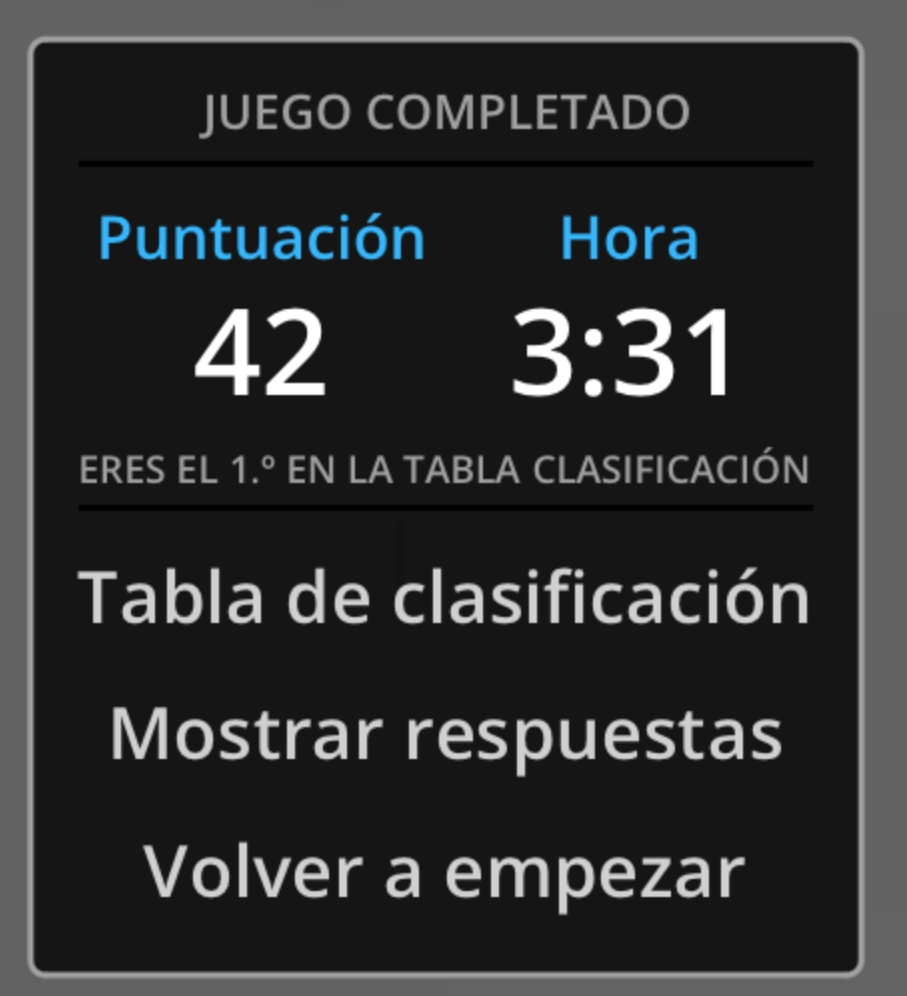 JUEGO COMPLETADO
Puntuación Hora
42 3:31
ERES EL 1.º EN LA TABLA CLASIFICACIÓN
Tabla de clasificación
Mostrar respuestas
Volver a empezar